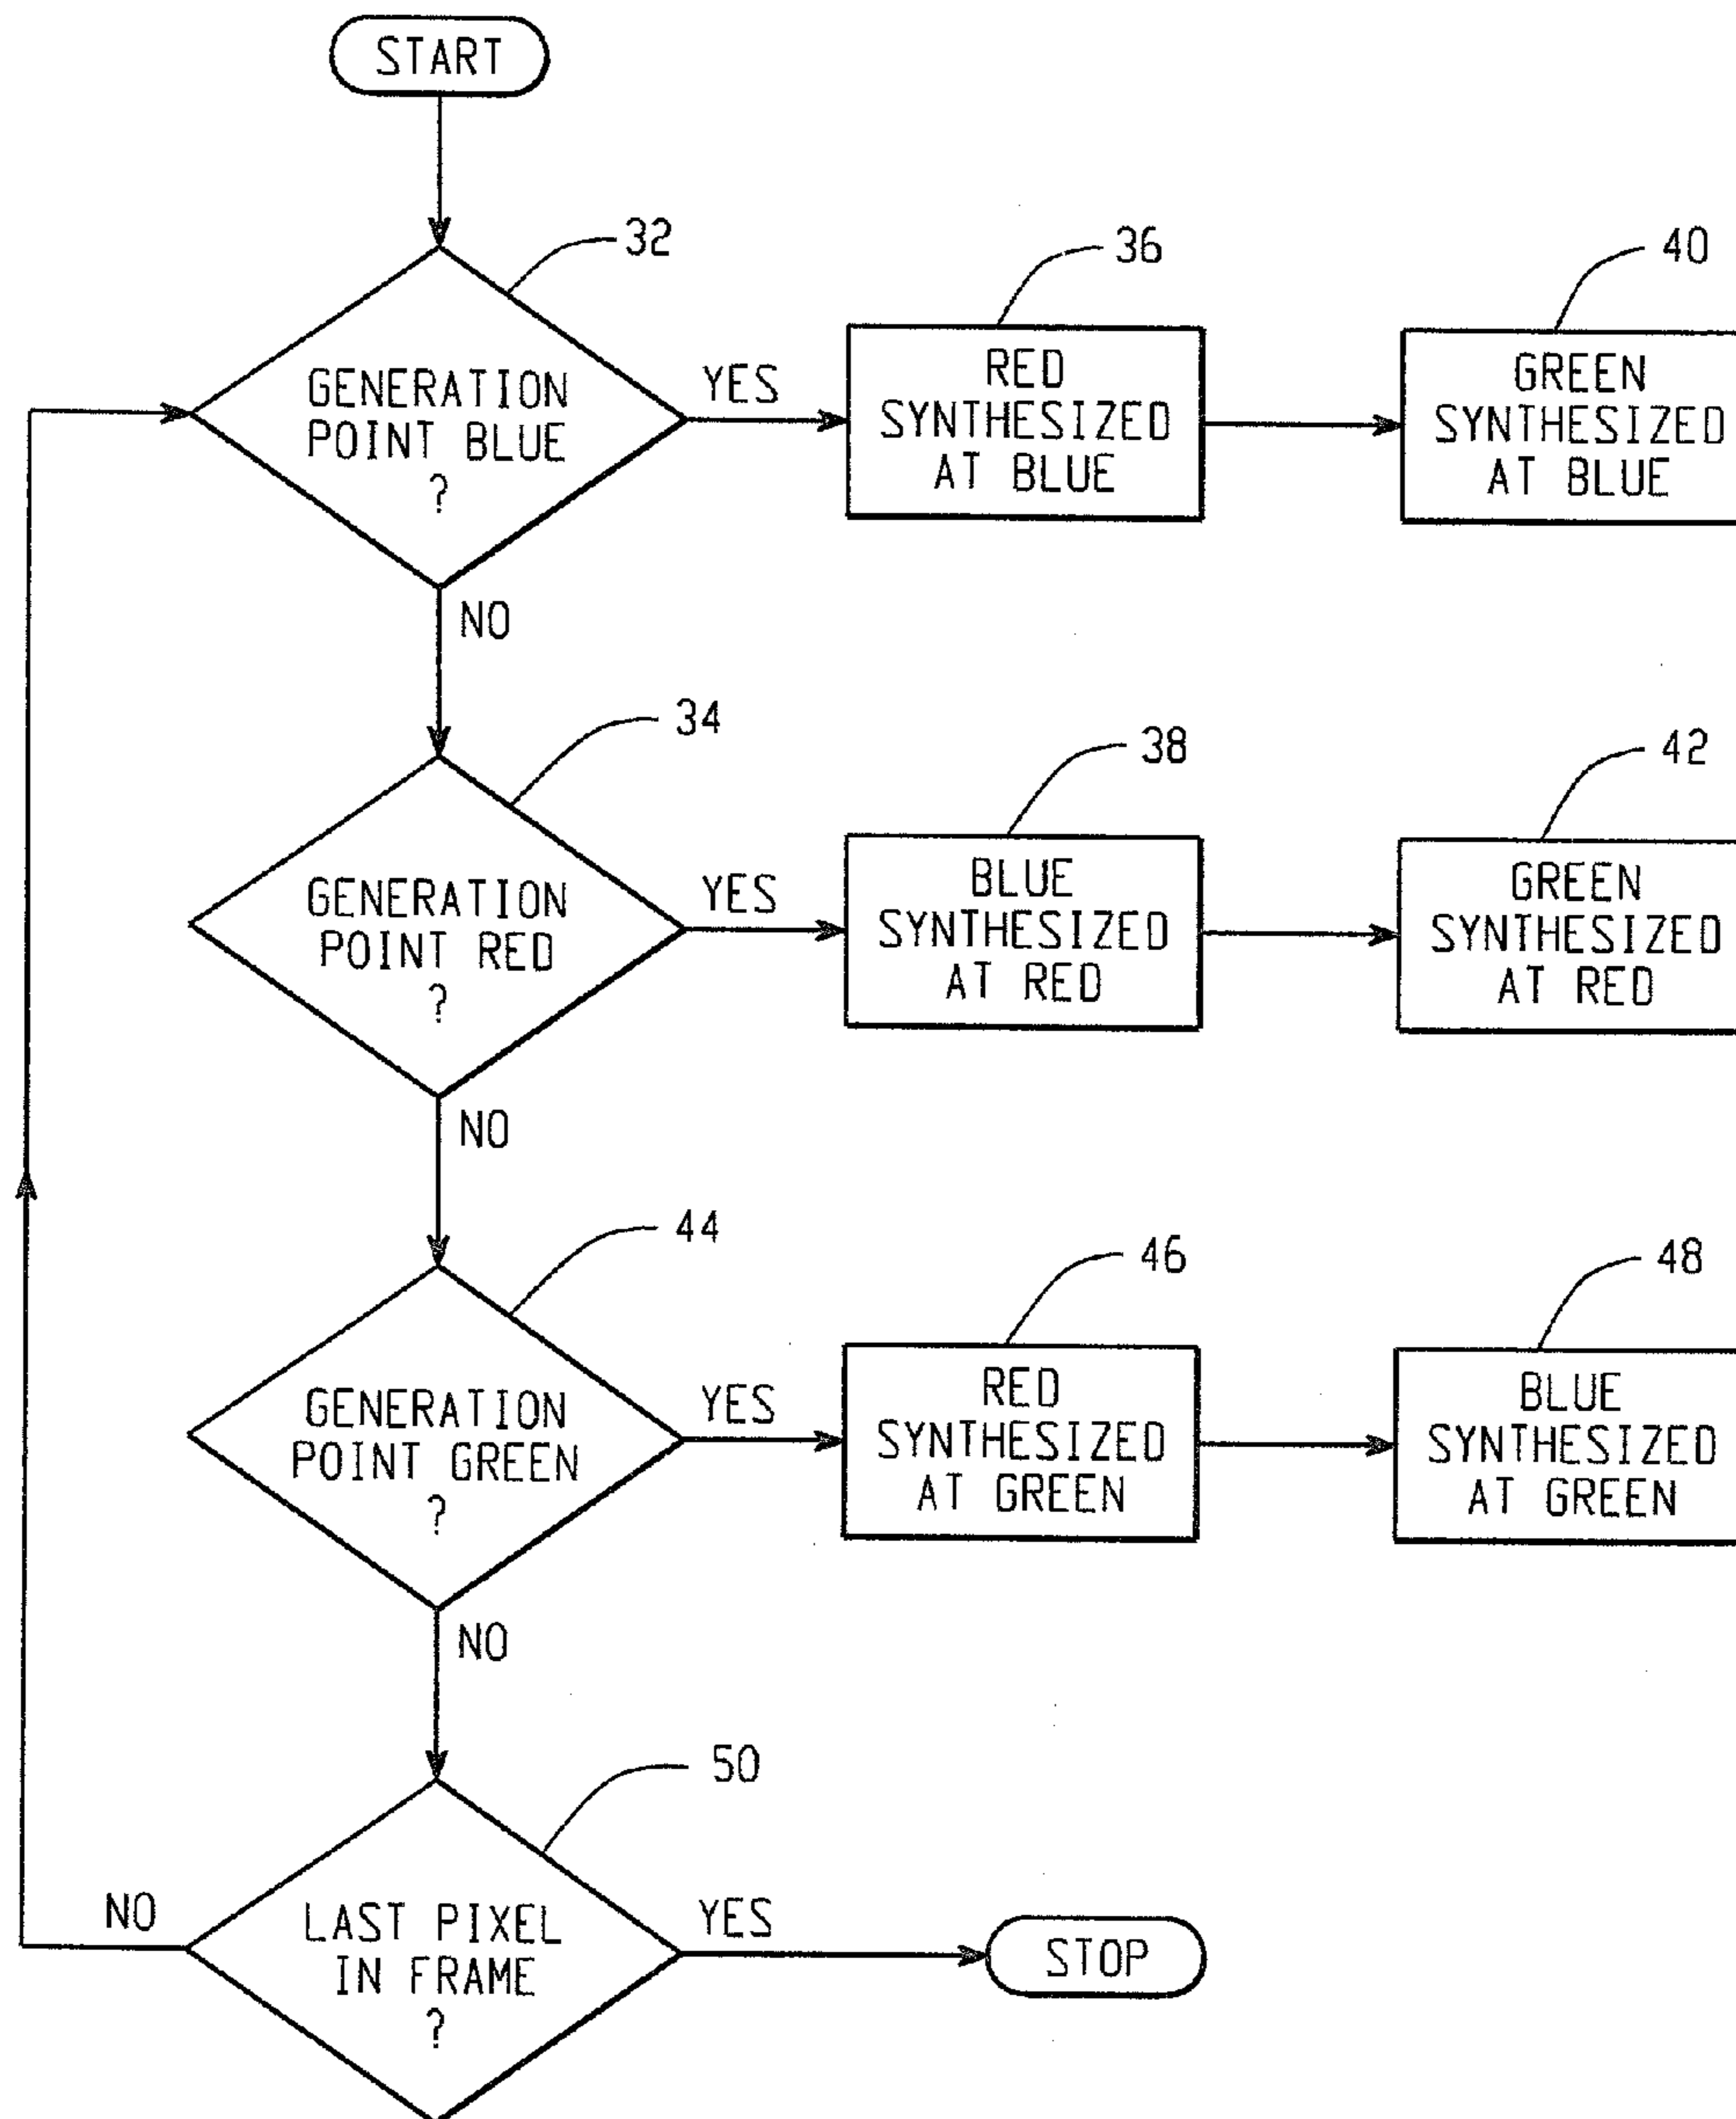 START
32
36
40
GENERATION
POINT BLUE
?
YES
RED
SYNTHESIZED
AT BLUE
GREEN
SYNTHESIZED
AT BLUE
NO
34
38
42
GENERATION
POINT RED
?
YES
BLUE
SYNTHESIZED
AT RED
GREEN
SYNTHESIZED
AT RED
NO
44
46
48
GENERATION
POINT GREEN
?
YES
RED
SYNTHESIZED
AT GREEN
BLUE
SYNTHESIZED
AT GREEN
NO
50
NO
LAST PIXEL
IN FRAME
?
YES
STOP